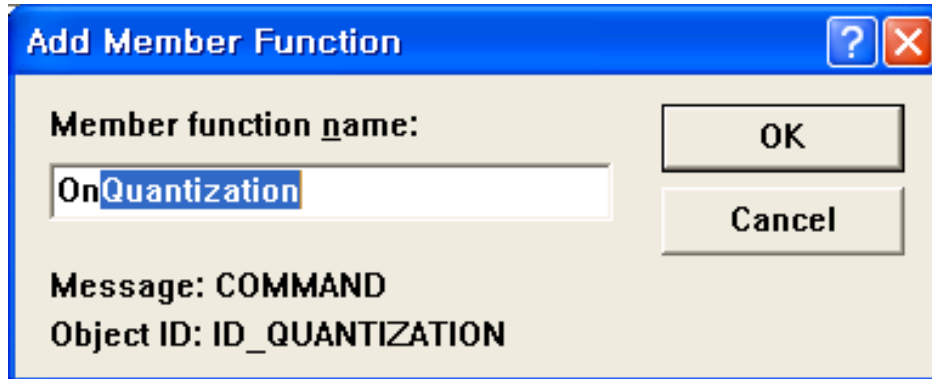 Add Member Function
?
Member function name:
OK
OnQuantization
Cancel
Message: COMMAND
Object ID: ID_QUANTIZATION